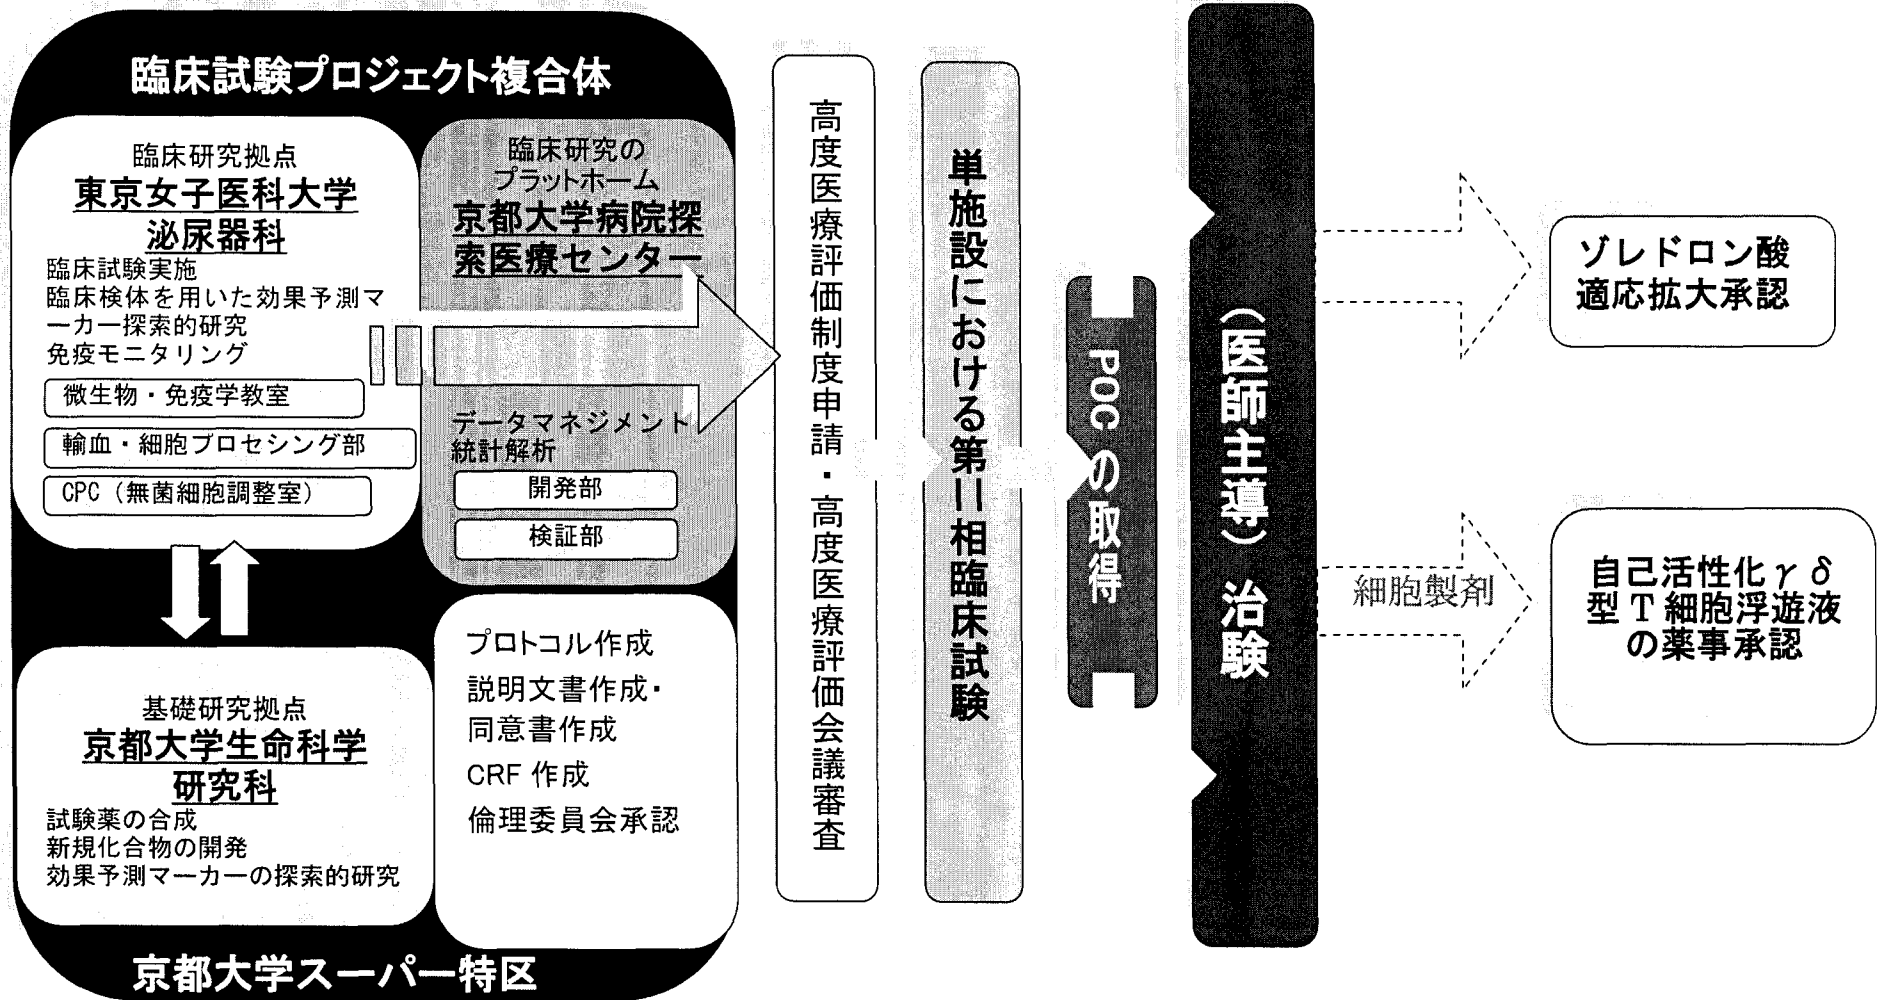 臨床試験プロジェクト複合体
臨床研究拠点
東京女子医科大学
泌尿器科
臨床試験実施
臨床検体を用いた効果予測マ
ーカー探索的研究
免疫モニタリング
微生物・免疫学教室
輸血・細胞プロセシング部
CPC（無菌細胞調整室）
臨床研究の
プラットホーム
京都大学病院探
索医療センター
データマネジメント
統計解析
開発部
検証部
基礎研究拠点
京都大学生命科学
研究科
試験薬の合成
新規化合物の開発
効果予測マーカーの探索的研究
プロトコル作成
説明文書作成・
同意書作成
CRF 作成
倫理委員会承認
京都大学スーパー特区
高度医療評価制度申請・高度医療評価会議審査
単施設における第II相臨床試験
POCの取得
（医師主導）治験
ゾレドロン酸
適応拡大承認
細胞製剤
自己活性化γδ
型T細胞浮遊液
の薬事承認